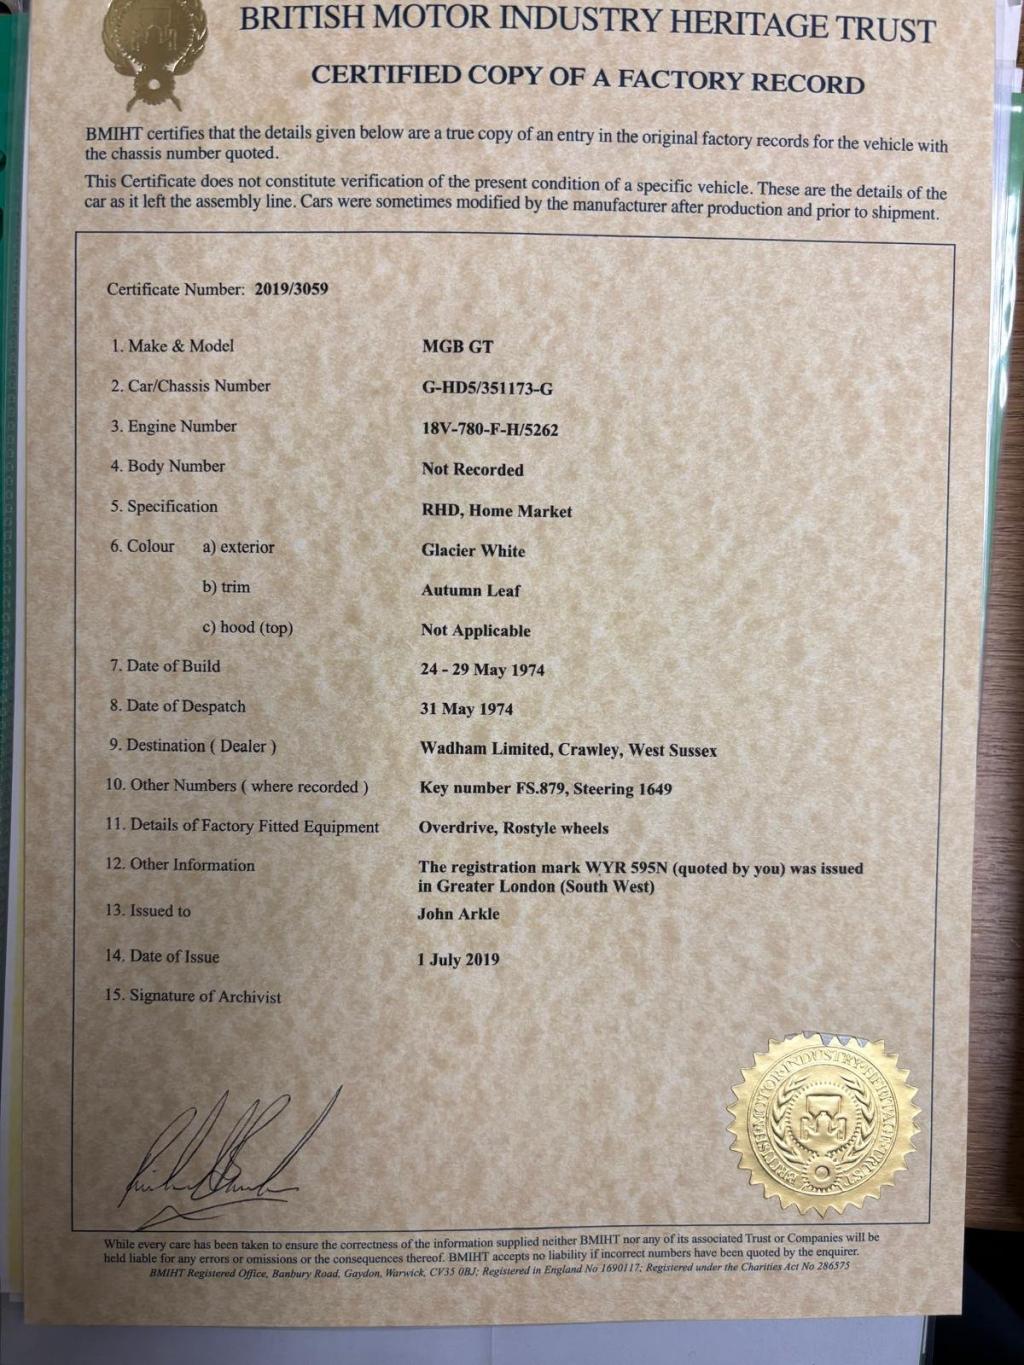 BRITISH MOTOR INDUSTRY HERITAGE TRUST
CERTIFIED COPY OF A FACTORY RECORD
BMIHT certifies that the details given below are a true copy of an entry in the original factory records for the vehicle with
the chassis number quoted.
This Certificate does not constitute verification of the present condition of a specific vehicle. These are the details of the
car as it left the assembly line. Cars were sometimes modified by the manufacturer after production and prior to shipment.
Certificate Number: 2019/3059
1. Make & Model MGB GT
2. Car/Chassis Number G-HD5/351173-G
3. Engine Number 18V-780-F-H/5262
4. Body Number Not Recorded
5. Specification RHD, Home Market
6. Colour a) exterior Glacier White
b) trim Autumn Leaf
c) hood (top) Not Applicable
7. Date of Build 24 - 29 May 1974
8. Date of Despatch 31 May 1974
9. Destination ( Dealer ) Wadham Limited, Crawley, West Sussex
10. Other Numbers ( where recorded ) Key number FS.879, Steering 1649
11. Details of Factory Fitted Equipment Overdrive, Rostyle wheels
12. Other Information The registration mark WYR 595N (quoted by you) was issued
in Greater London (South West)
13. Issued to John Arkle
14. Date of Issue 1 July 2019
15. Signature of Archivist
BRITISH MOTOR INDUSTRY HERITAGE TRUST
While every care has been taken to ensure the correctness of the information supplied neither BMIHT nor any of its associated Trust or Companies will be
held liable for any errors or omissions or the consequences thereof. BMIHT accepts no liability if incorrect numbers have been quoted by the enquirer.
BMIHT Registered Office, Banbury Road, Gaydon, Warwick, CV35 0BJ; Registered in England No 1690117; Registered under the Charities Act No 286575